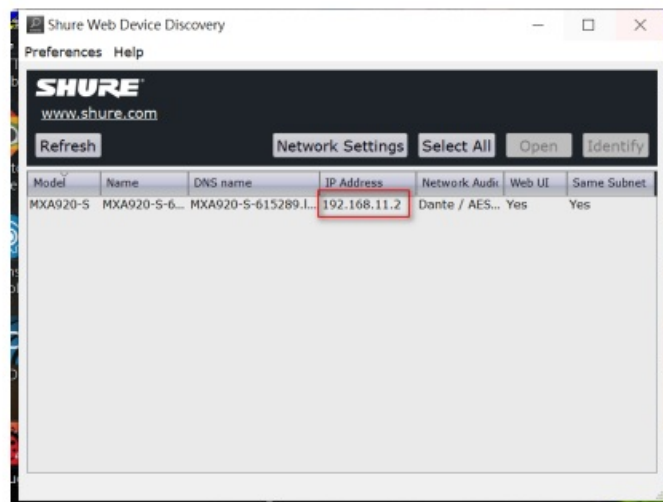 Shure Web Device Discovery
Preferences Help
SHURE
www.shure.com
Refresh Network Settings Select All Open Identify
Model Name DNS name IP Address Network Audic Web UI Same Subnet
MXA920-S MXA920-S-6... MXA920-S-615289.l... 192.168.11.2 Dante / AES... Yes Yes